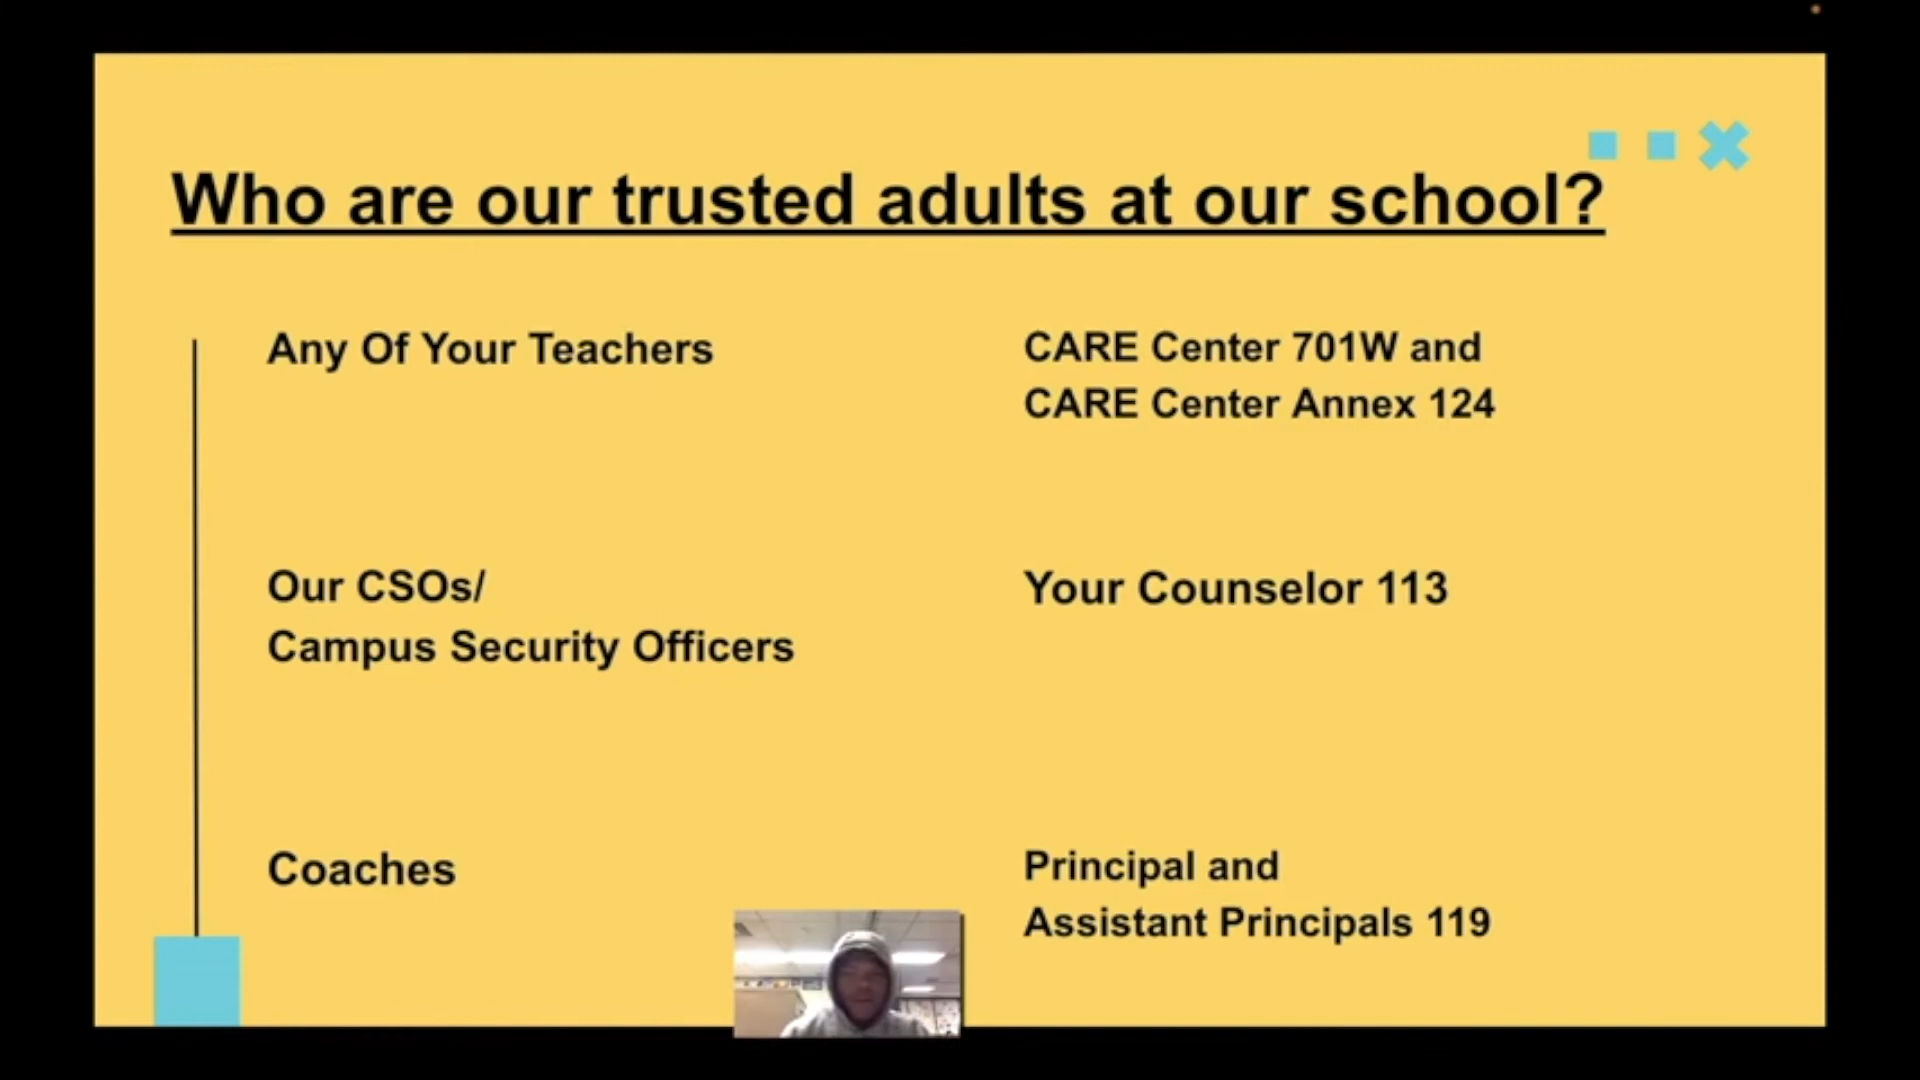 Who are our trusted adults at our school?
Any Of Your Teachers
CARE Center 701W and
CARE Center Annex 124
Our CSOs/
Campus Security Officers
Your Counselor 113
Coaches
Principal and
Assistant Principals 119